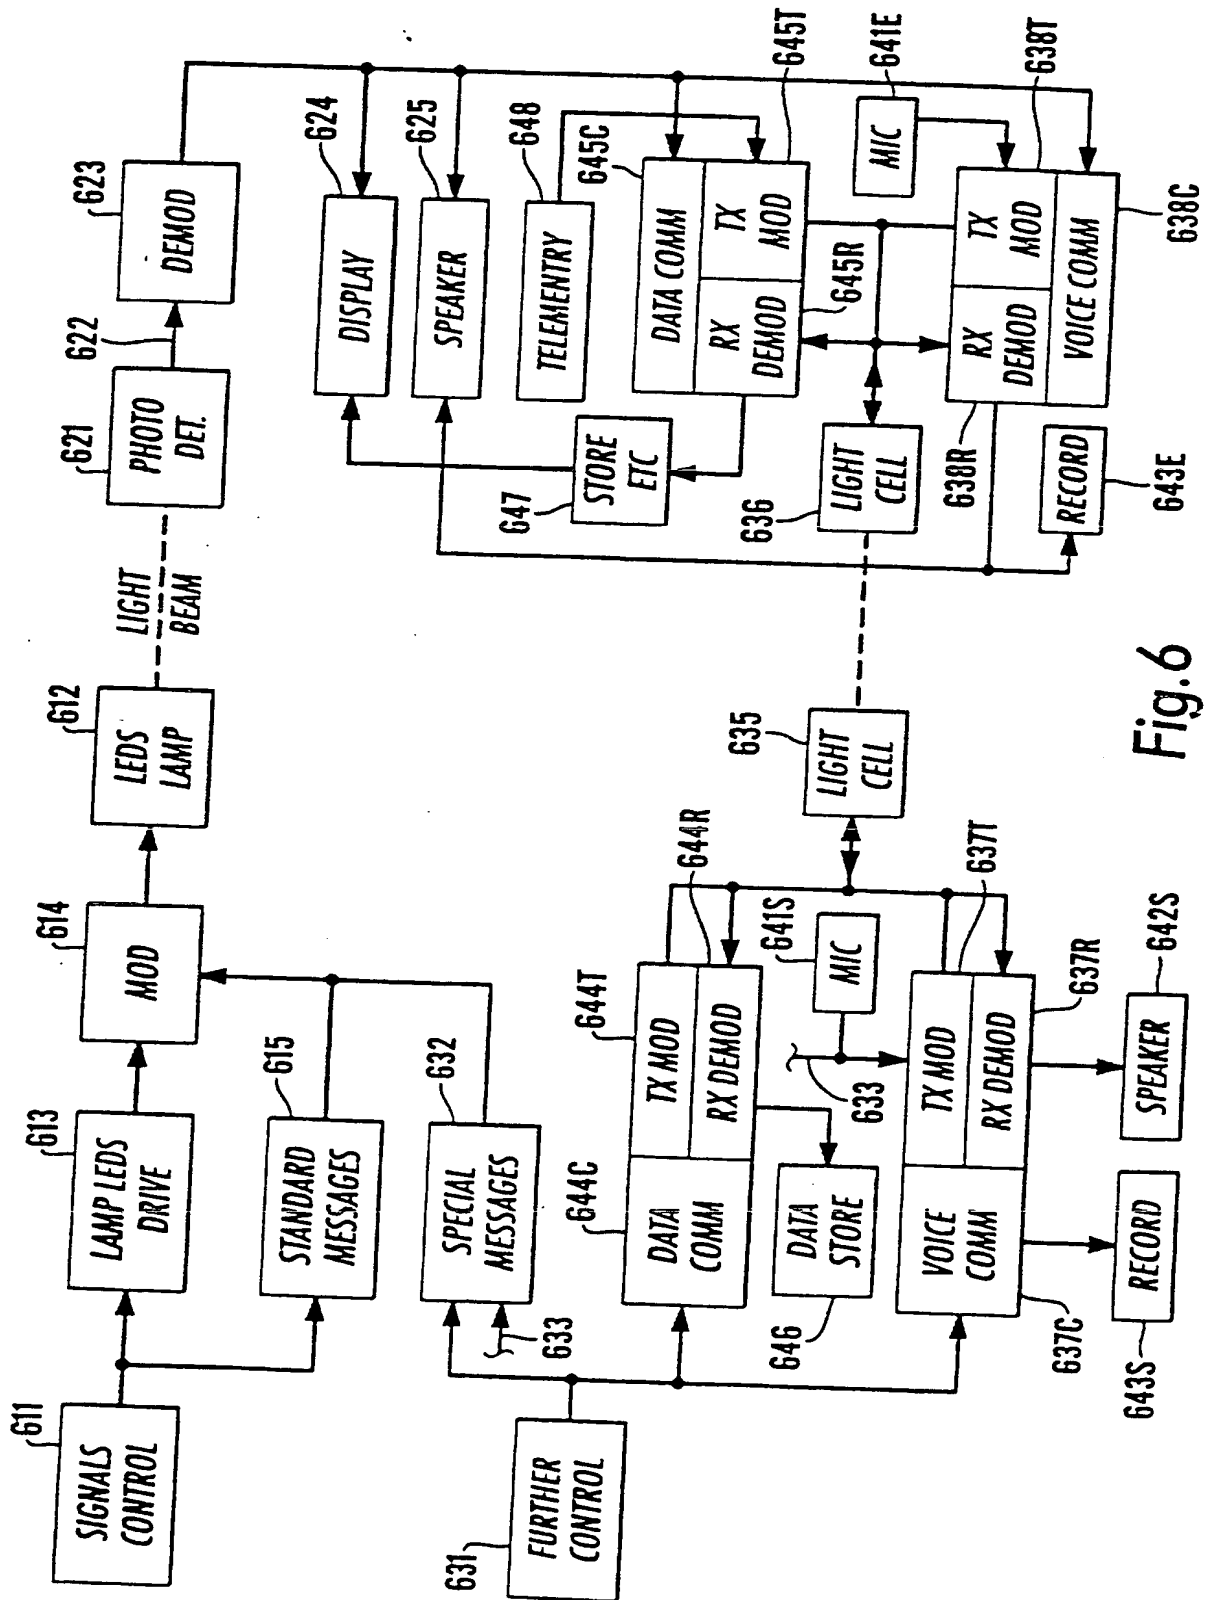 611
SIGNALS
CONTROL
613
LAMP LEDS
DRIVE
614
MOD
612
LEDS
LAMP
LIGHT
BEAM
621
PHOTO
DET.
622
623
DEMOD
615
STANDARD
MESSAGES
632
SPECIAL
MESSAGES
633
631
FURTHER
CONTROL
624
DISPLAY
625
SPEAKER
648
TELEMENTRY
647
STORE
ETC
645C
DATA COMM
RX
DEMOD
TX
MOD
645T
645R
644C
DATA
COMM
644T
TX MOD
RX DEMOD
644R
646
DATA
STORE
641S
MIC
633
635
LIGHT
CELL
636
LIGHT
CELL
MIC
641E
637C
VOICE
COMM
TX MOD
RX DEMOD
637T
637R
638R
RX
DEMOD
TX
MOD
VOICE COMM
638T
638C
643S
RECORD
SPEAKER
642S
RECORD
643E
Fig.6